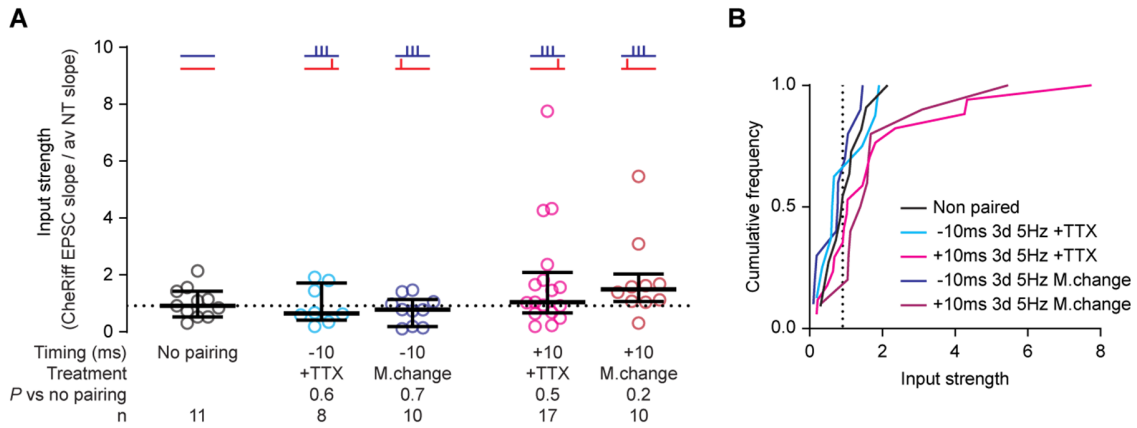 A
B
Input strength
(CheRiff EPSC slope / av NT slope)
10
8
6
4
2
0
Timing (ms) No pairing -10 -10 +10 +10
Treatment +TTX M.change +TTX M.change
P vs no pairing 0.6 0.7 0.5 0.2
n 11 8 10 17 10
Cumulative frequency
1.0
0.5
0.0
Non paired
-10ms 3d 5Hz +TTX
+10ms 3d 5Hz +TTX
-10ms 3d 5Hz M.change
+10ms 3d 5Hz M.change
0 2 4 6 8
Input strength